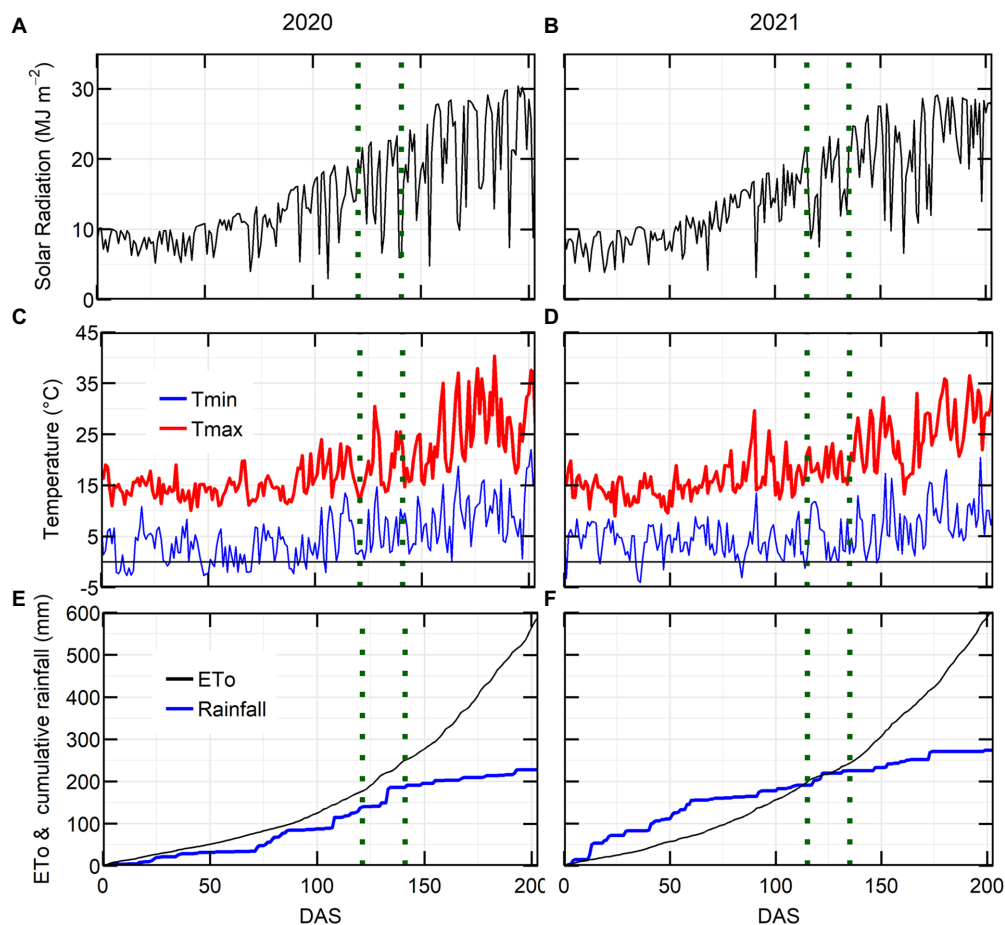 A
2020
B
2021
Solar Radiation (MJ m⁻²)
30
20
10
0
C
D
Temperature (°C)
45
35
25
15
5
-5
Tmin
Tmax
E
F
ETo & cumulative rainfall (mm)
600
500
400
300
200
100
0
ETo
Rainfall
0
50
100
150
200
0
50
100
150
200
DAS
DAS